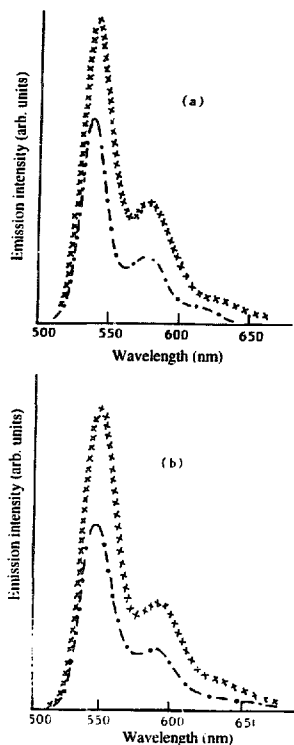 Emission intensity (arb. units)
(a)
500 550 600 650
Wavelength (nm)
Emission intensity (arb. units)
(b)
500 550 600 651
Wavelength (nm)